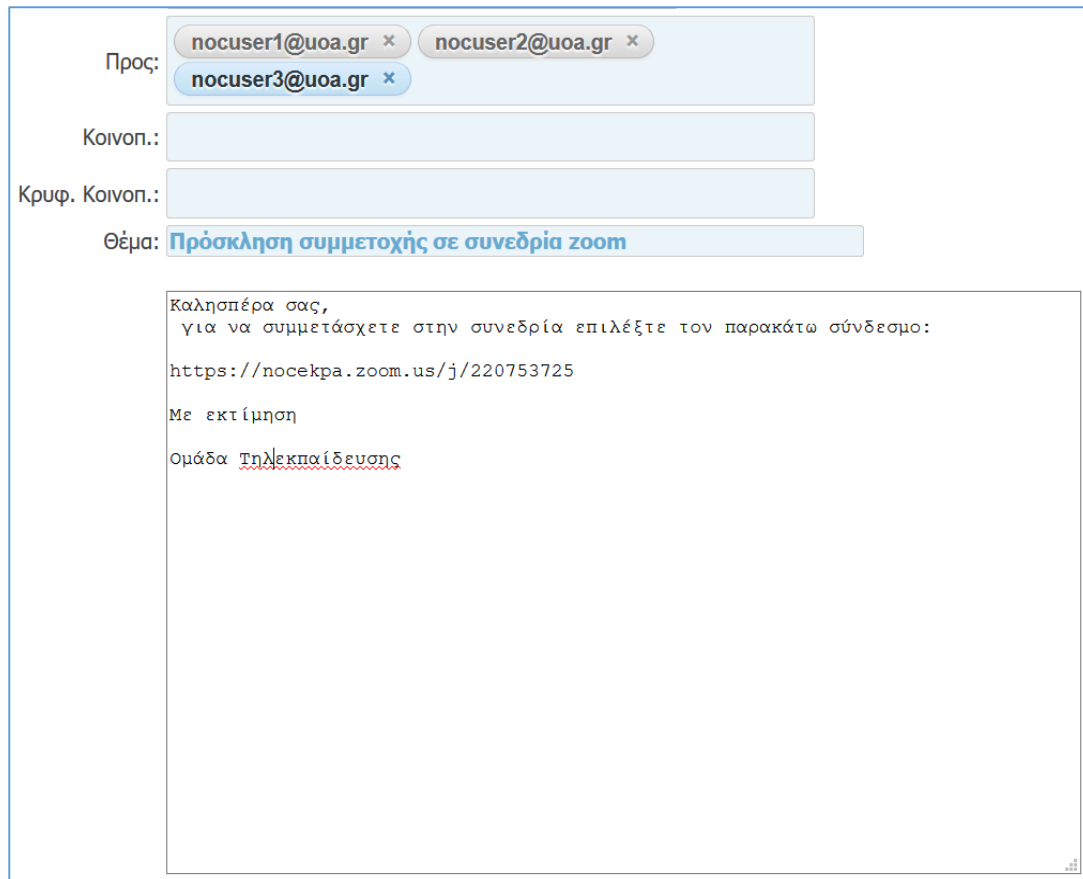 Προς: nocuser1@uoa.gr × nocuser2@uoa.gr ×
nocuser3@uoa.gr ×
Κοινοπ.:
Κρυφ. Κοινοπ.:
Θέμα: Πρόσκληση συμμετοχής σε συνεδρία zoom
Καλησπέρα σας,
για να συμμετάσχετε στην συνεδρία επιλέξτε τον παρακάτω σύνδεσμο:
https://nocekpa.zoom.us/j/220753725
Με εκτίμηση
Ομάδα Τηλεκπαίδευσης